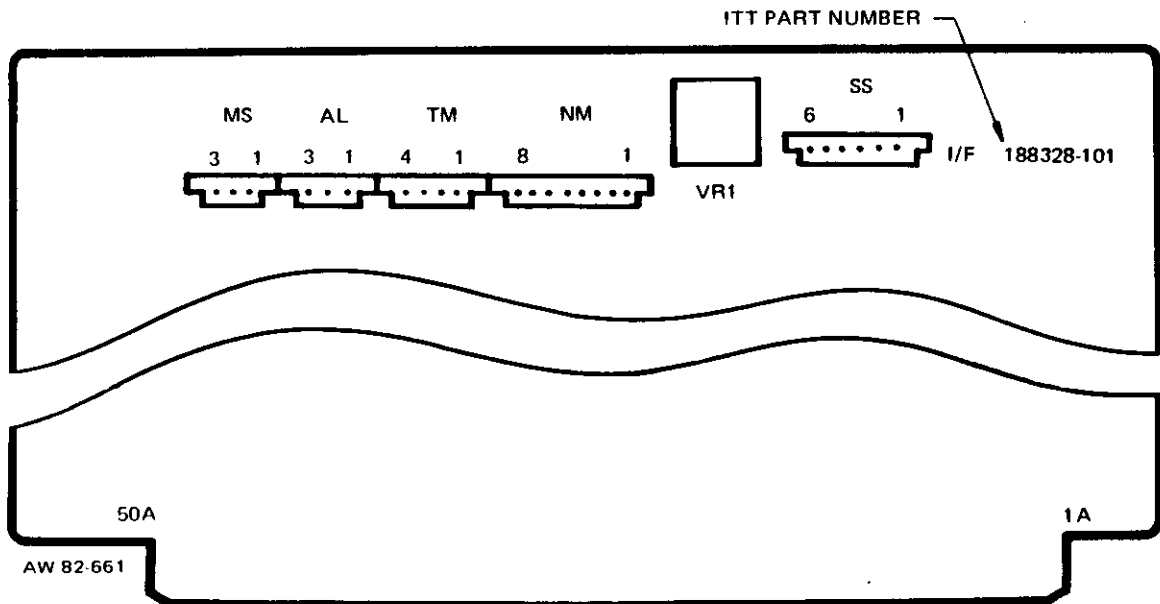 ITT PART NUMBER
SS
MS AL TM NM
6 1
3 1 3 1 4 1 8 1
I/F 188328-101
VR1
50A 1A
AW 82-661